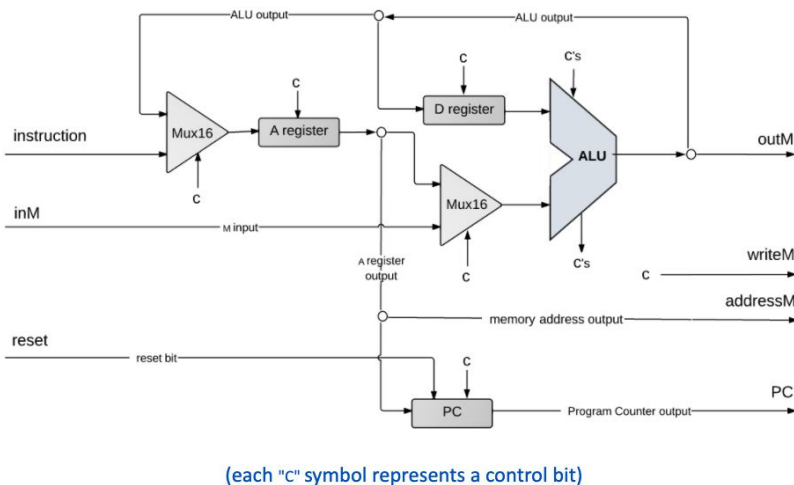 ALU output
ALU output
c
c
c's
Mux16
A register
D register
ALU
instruction
outM
c
Mux16
inM
M input
writeM
A register
output
c
c's
c
addressM
memory address output
reset
reset bit
c
PC
PC
Program Counter output
(each "C" symbol represents a control bit)